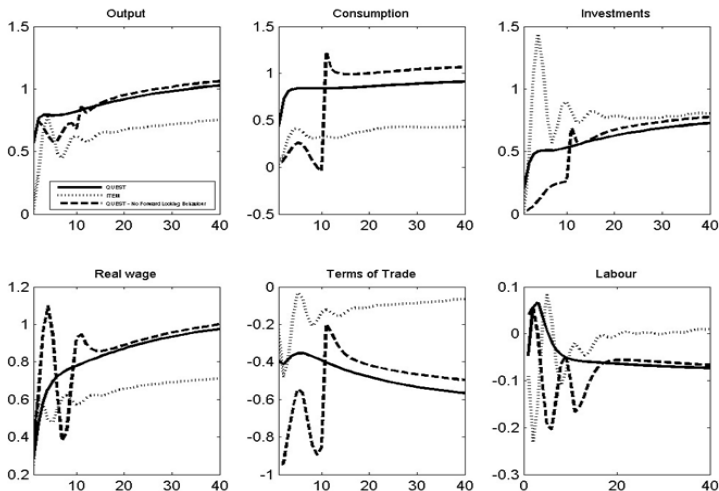 Output
1.5
1
0.5
0
10 20 30 40
QUEST
ITEM
QUEST - No Forward Looking Behavior
Consumption
1.5
1
0.5
0
-0.5
0 10 20 30 40
Investments
1.5
1
0.5
0
0 10 20 30 40
Real wage
1.2
1
0.8
0.6
0.4
0.2
10 20 30 40
Terms of Trade
0
-0.2
-0.4
-0.6
-0.8
-1
0 10 20 30 40
Labour
0.1
0
-0.1
-0.2
-0.3
0 20 40